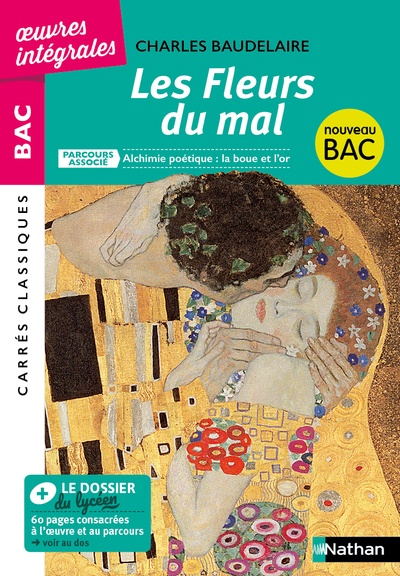 œuvres
intégrales
BAC
CARRÉS CLASSIQUES
CHARLES BAUDELAIRE
Les Fleurs
du mal
nouveau
BAC
PARCOURS
ASSOCIÉ
Alchimie poétique : la boue et l'or
+ LE DOSSIER
du lycéen
60 pages consacrées
à l'œuvre et au parcours
→ voir au dos
Nathan